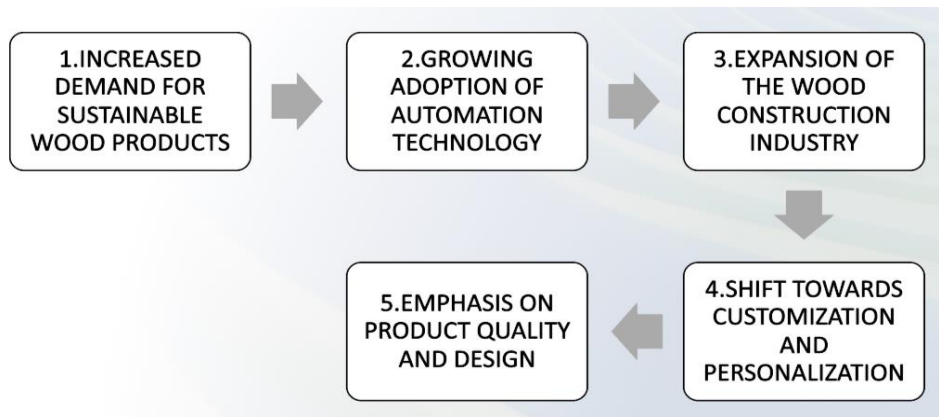 1.INCREASED
DEMAND FOR
SUSTAINABLE
WOOD PRODUCTS
2.GROWING
ADOPTION OF
AUTOMATION
TECHNOLOGY
3.EXPANSION OF
THE WOOD
CONSTRUCTION
INDUSTRY
4.SHIFT TOWARDS
CUSTOMIZATION
AND
PERSONALIZATION
5.EMPHASIS ON
PRODUCT QUALITY
AND DESIGN